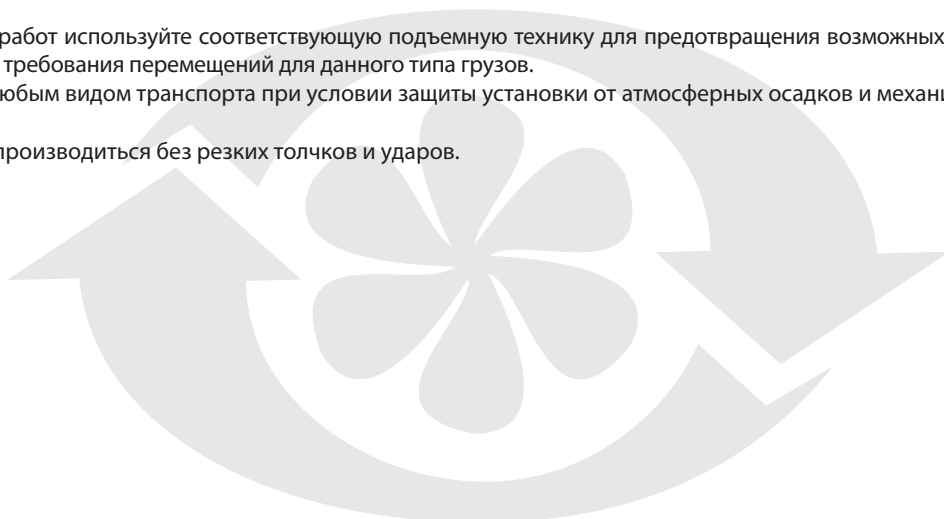 работ используйте соответствующую подъемную технику для предотвращения возможных
требования перемещений для данного типа грузов.
юбым видом транспорта при условии защиты установки от атмосферных осадков и механи
производиться без резких толчков и ударов.